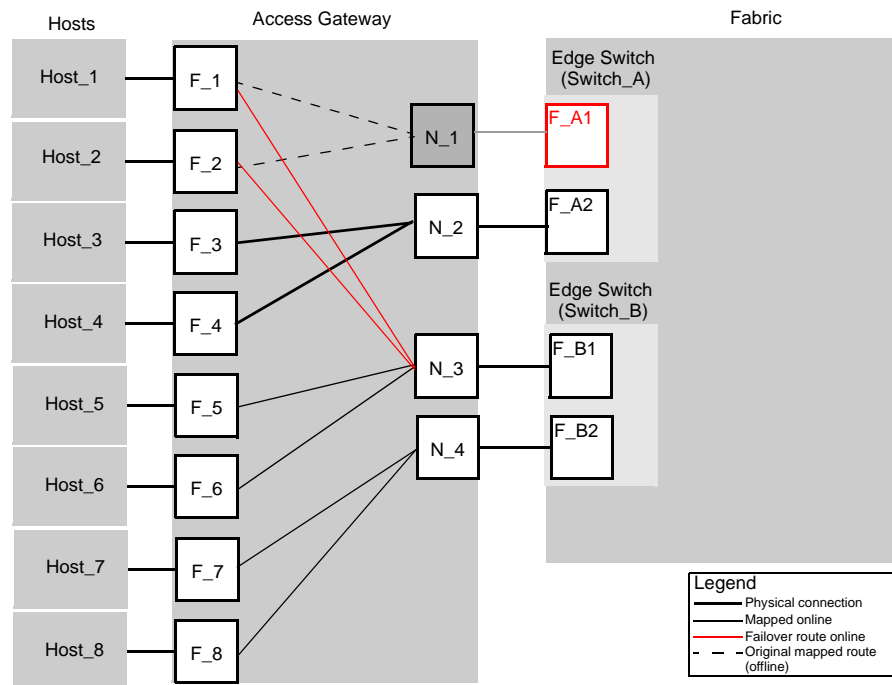 Hosts
Access Gateway
Fabric
Host_1
Host_2
Host_3
Host_4
Host_5
Host_6
Host_7
Host_8
F_1
F_2
F_3
F_4
F_5
F_6
F_7
F_8
N_1
N_2
N_3
N_4
Edge Switch
(Switch_A)
F_A1
F_A2
Edge Switch
(Switch_B)
F_B1
F_B2
Legend
Physical connection
Mapped online
Failover route online
Original mapped route
(offline)